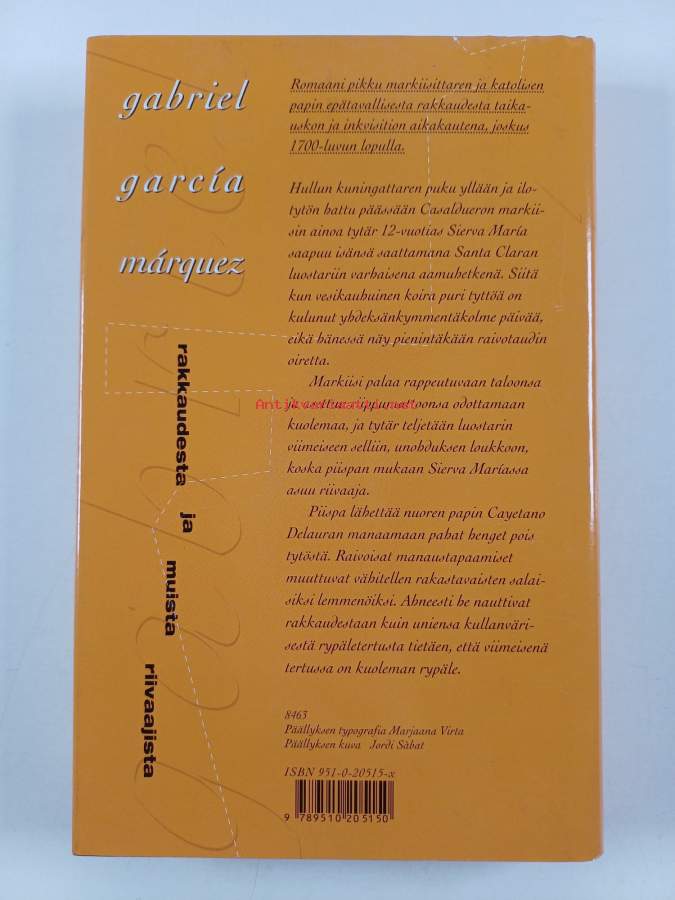 gabriel
garcía
márquez
rakkaudesta
ja
muista
riivaajista
Romaani pikku markiisittaren ja katolisen
papin epätavallisesta rakkaudesta taika-
uskon ja inkvisition aikakautena, joskus
1700-luvun lopulla.
Hullun kuningattaren puku yllään ja ilo-
tytön hattu päässään Casaldueron markii-
sin ainoa tytär 12-vuotias Sierva María
saapuu isänsä saattamana Santa Claran
luostariin varhaisena aamuhetkenä. Siitä
kun vesikauhuinen koira puri tyttöä on
kulunut yhdeksänkymmentäkolme päivää,
eikä hänessä näy pienintäkään raivotaudin
oiretta.
Markiisi palaa rappeutuvaan taloonsa
Antikvariaatti.net
ja riippumattoonsa odottamaan
kuolemaa, ja tytär teljetään luostarin
viimeiseen selliin, unohduksen loukkoon,
koska piispan mukaan Sierva Maríassa
asuu riivaaja.
Piispa lähettää nuoren papin Cayetano
Delauran manaamaan pahat henget pois
tytöstä. Raivoisat manaustapaamiset
muuttuvat vähitellen rakastavaisten salai-
siksi lemmenöiksi. Ahneesti he nauttivat
rakkaudestaan kuin uniensa kullanväri-
sestä rypäletertusta tietäen, että viimeisenä
tertussa on kuoleman rypäle.
8463
Päällyksen typografia Marjaana Virta
Päällyksen kuva Jordi Sàbat
ISBN 951-0-20515-x
9 789510 205150